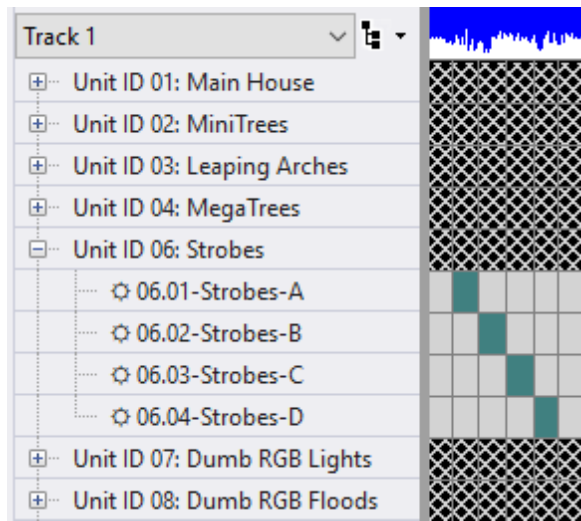 Track 1
Unit ID 01: Main House
Unit ID 02: MiniTrees
Unit ID 03: Leaping Arches
Unit ID 04: MegaTrees
Unit ID 06: Strobes
06.01-Strobes-A
06.02-Strobes-B
06.03-Strobes-C
06.04-Strobes-D
Unit ID 07: Dumb RGB Lights
Unit ID 08: Dumb RGB Floods